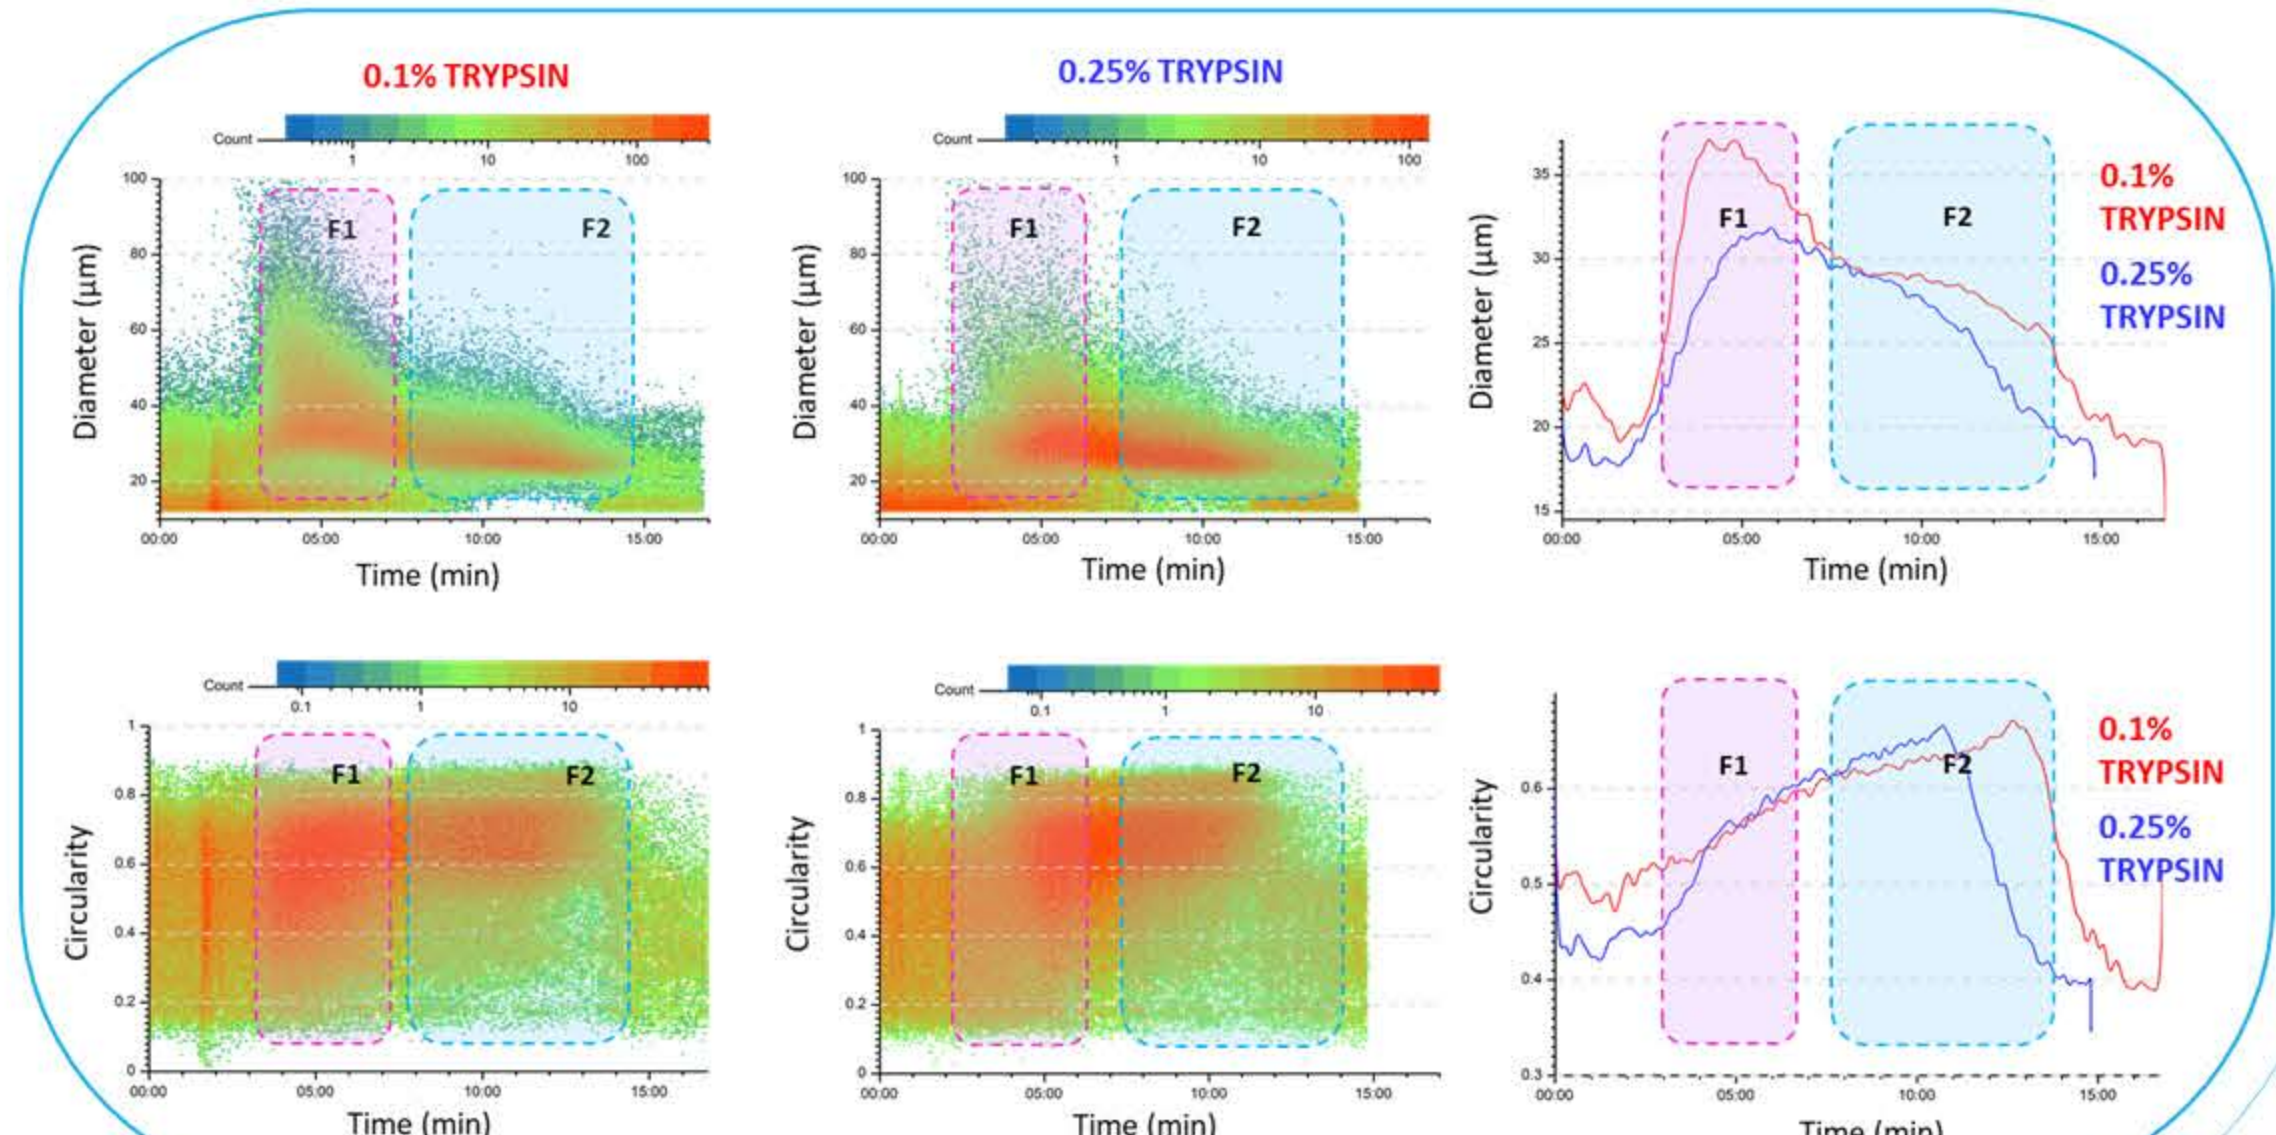 0.1% TRYPSIN
0.25% TRYPSIN
Count
1
10
100
Count
1
10
100
Diameter (µm)
100
80
60
40
20
F1
F2
00:00
05:00
10:00
15:00
Time (min)
Diameter (µm)
100
80
60
40
20
F1
F2
00:00
05:00
10:00
15:00
Time (min)
Diameter (µm)
35
30
25
20
15
F1
F2
00:00
05:00
10:00
15:00
Time (min)
0.1%
TRYPSIN
0.25%
TRYPSIN
Count
0.1
1
10
Count
0.1
1
10
Circularity
1
0.8
0.6
0.4
0.2
0
F1
F2
00:00
05:00
10:00
15:00
Time (min)
Circularity
1
0.8
0.6
0.4
0.2
0
F1
F2
00:00
05:00
10:00
15:00
Time (min)
Circularity
0.6
0.5
0.4
0.3
F1
F2
00:00
05:00
10:00
15:00
Time (min)
0.1%
TRYPSIN
0.25%
TRYPSIN